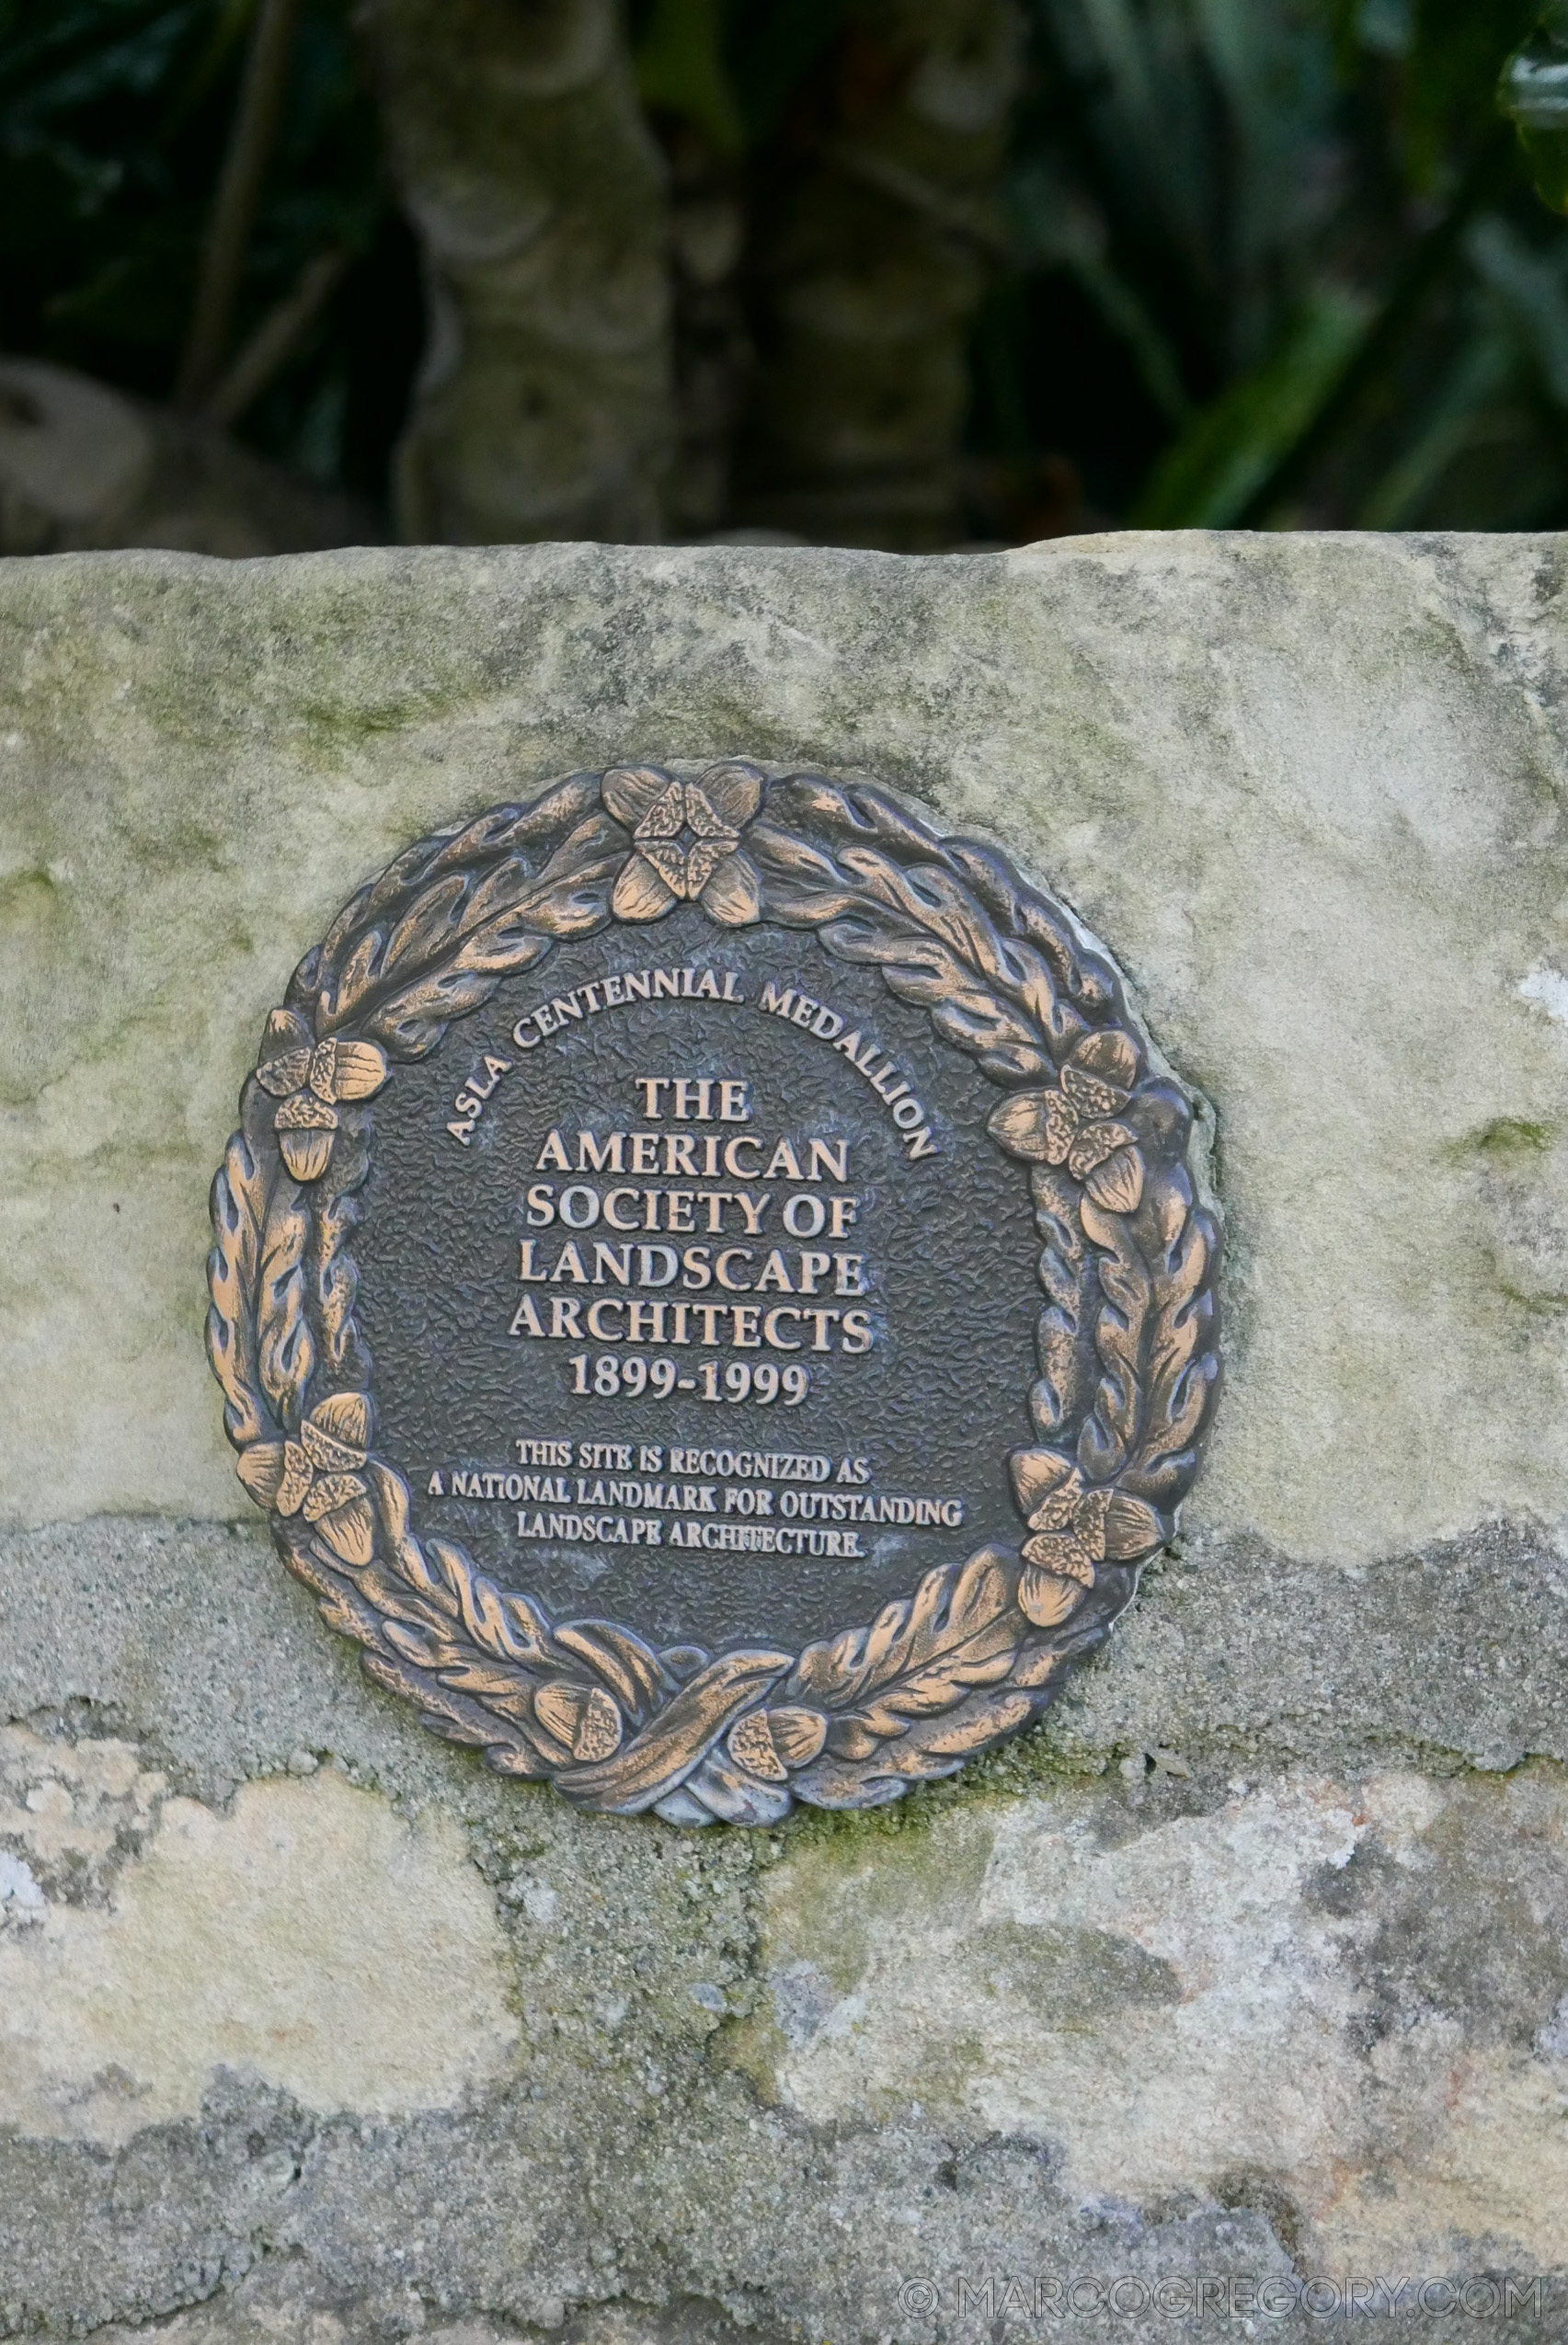 ASLA CENTENNIAL MEDALLION
THE
AMERICAN
SOCIETY OF
LANDSCAPE
ARCHITECTS
1899-1999
THIS SITE IS RECOGNIZED AS
A NATIONAL LANDMARK FOR OUTSTANDING
LANDSCAPE ARCHITECTURE.
© MARCOGREGORY.COM